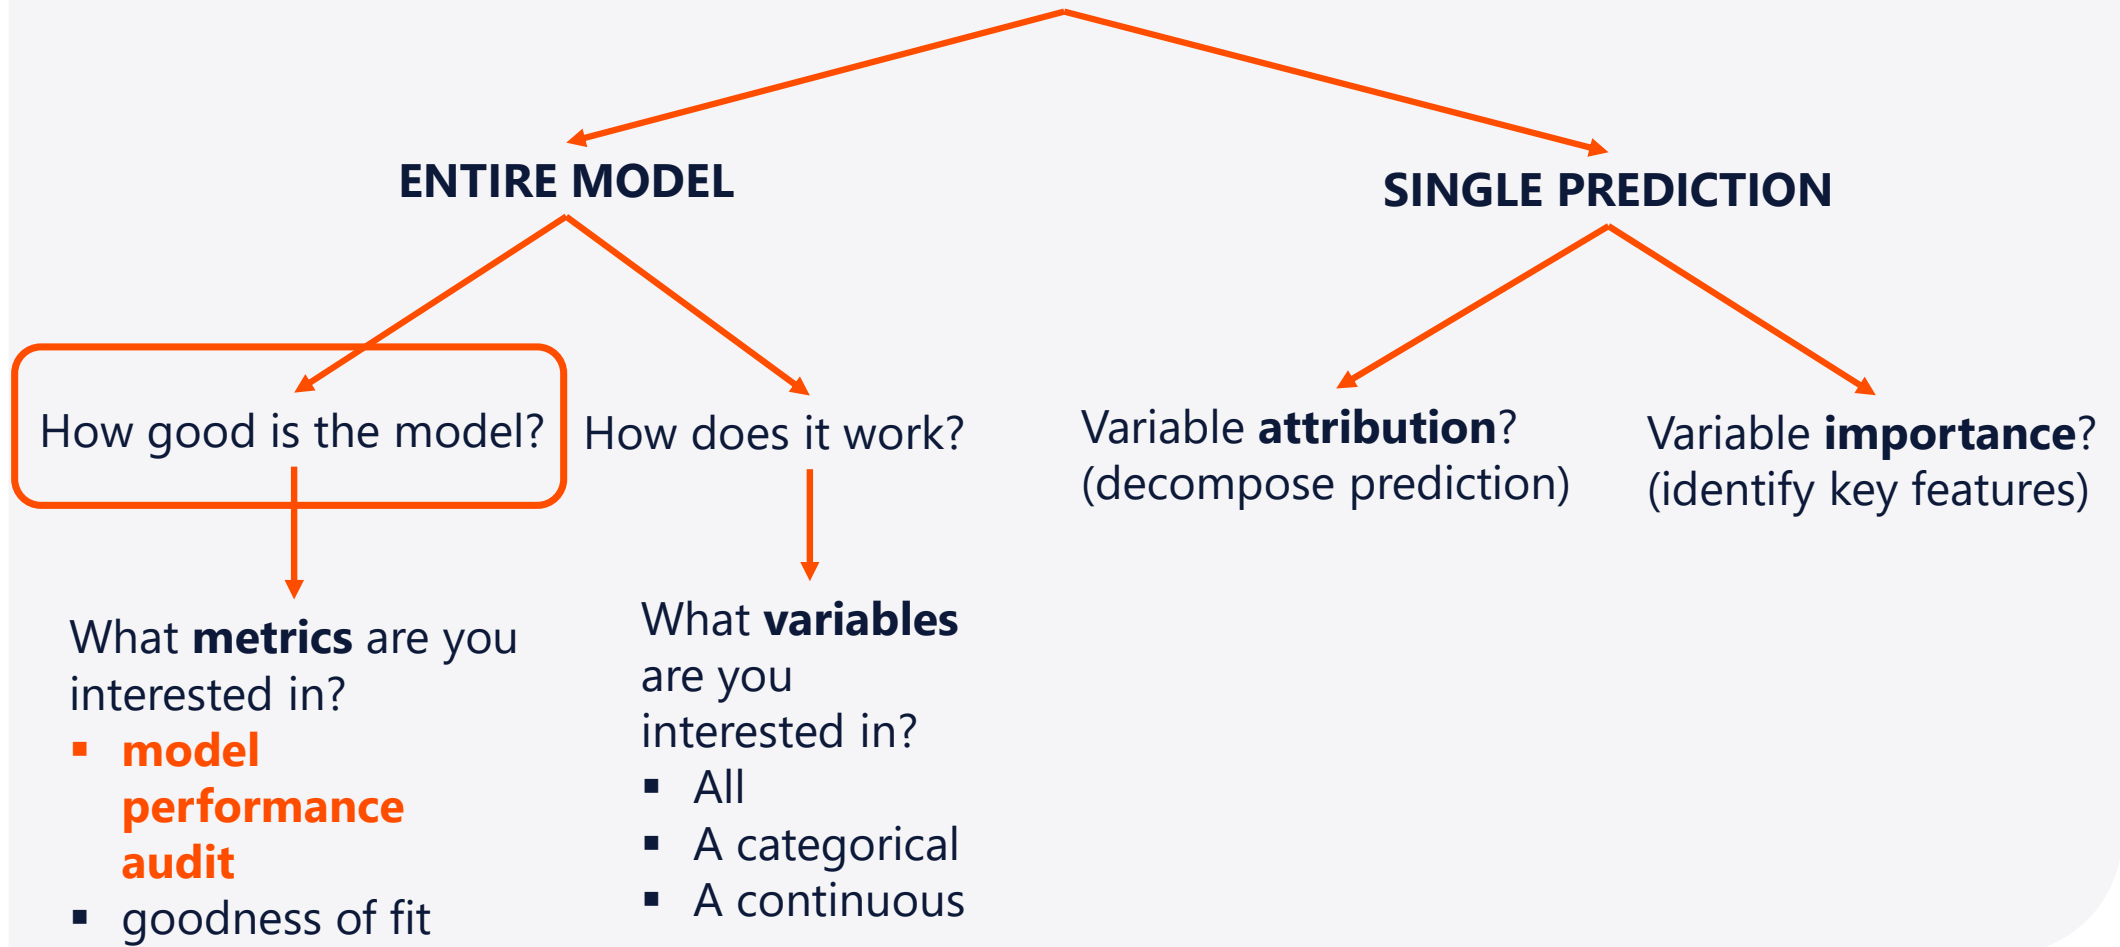 ENTIRE MODEL
SINGLE PREDICTION
How good is the model?
How does it work?
Variable attribution?
(decompose prediction)
Variable importance?
(identify key features)
What metrics are you
interested in?
▪ model
performance
audit
▪ goodness of fit
What variables
are you
interested in?
▪ All
▪ A categorical
▪ A continuous